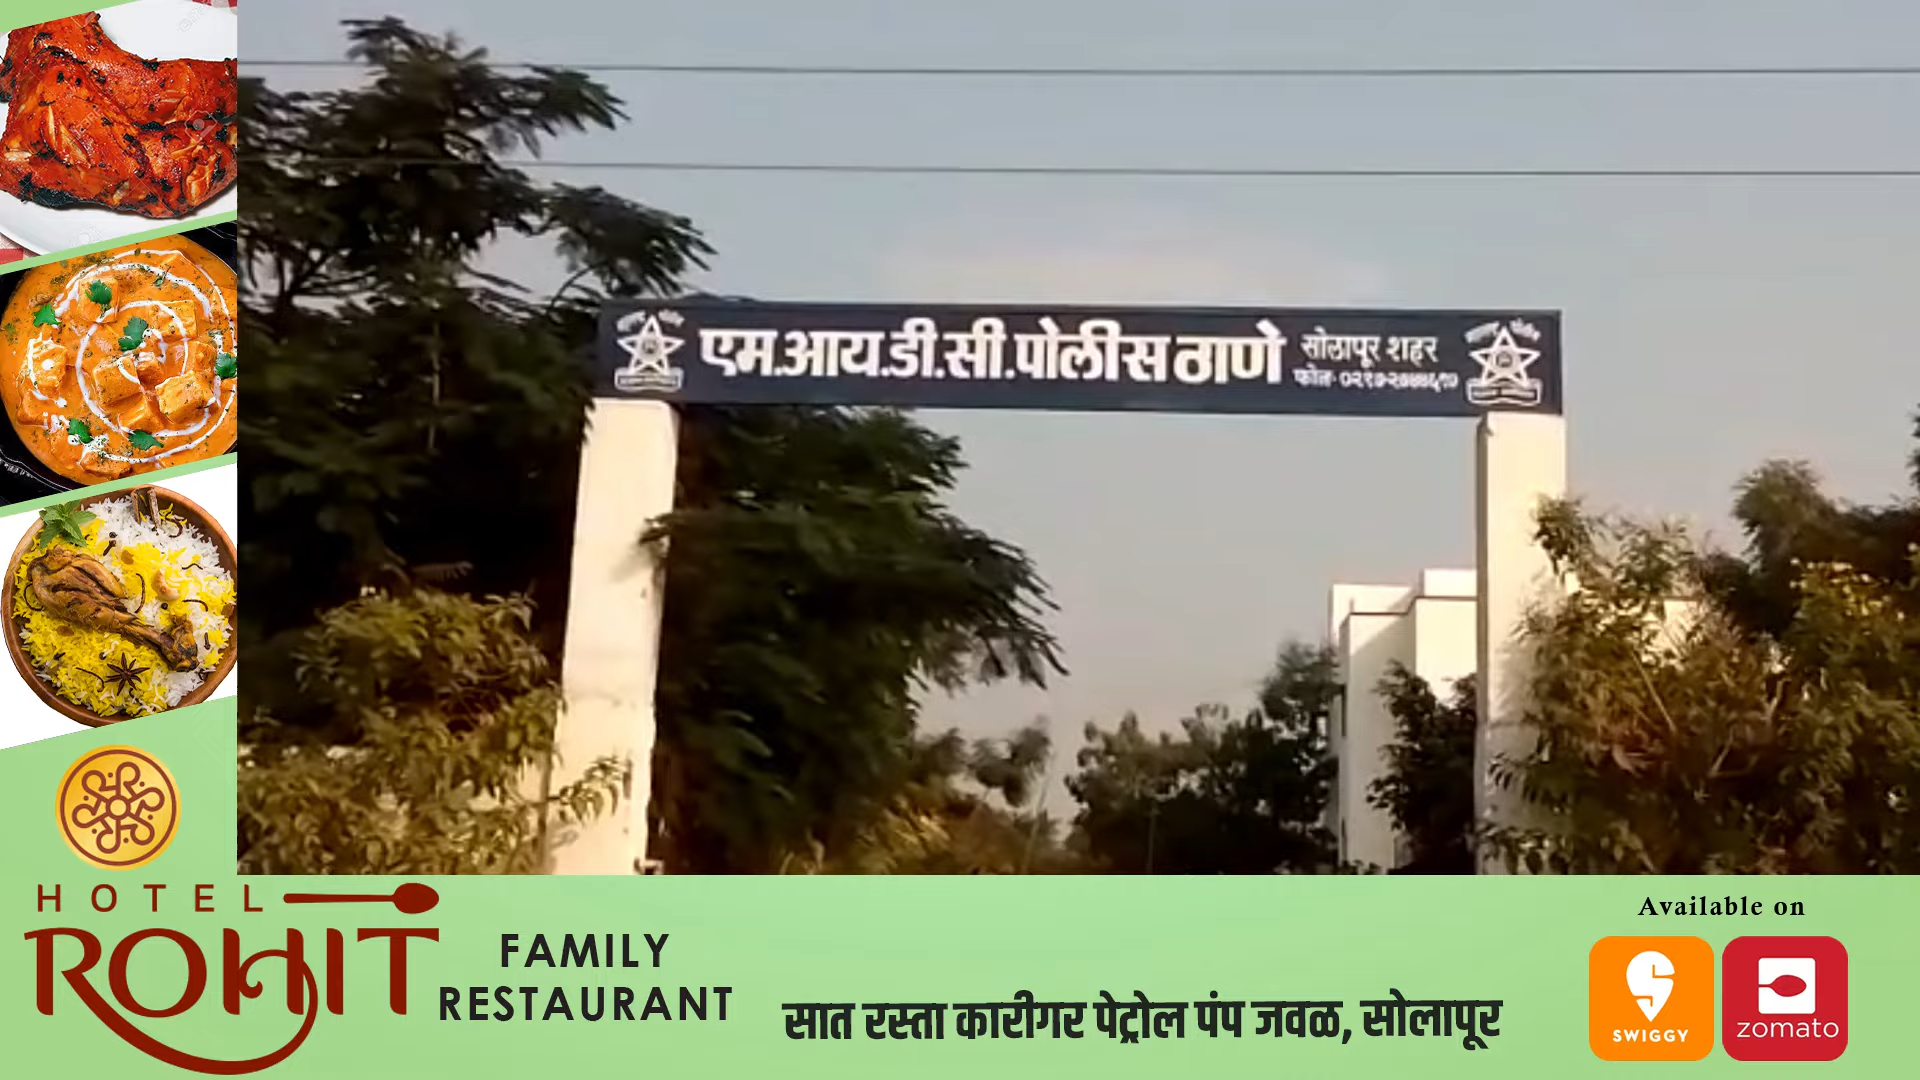 एम.आय.डी.सी.पोलीस ठाणे
सोलापूर शहर
HOTEL
ROHIT
FAMILY
RESTAURANT
सात रस्ता कारीगर पेट्रोल पंप जवळ, सोलापूर
Available on
SWIGGY
zomato